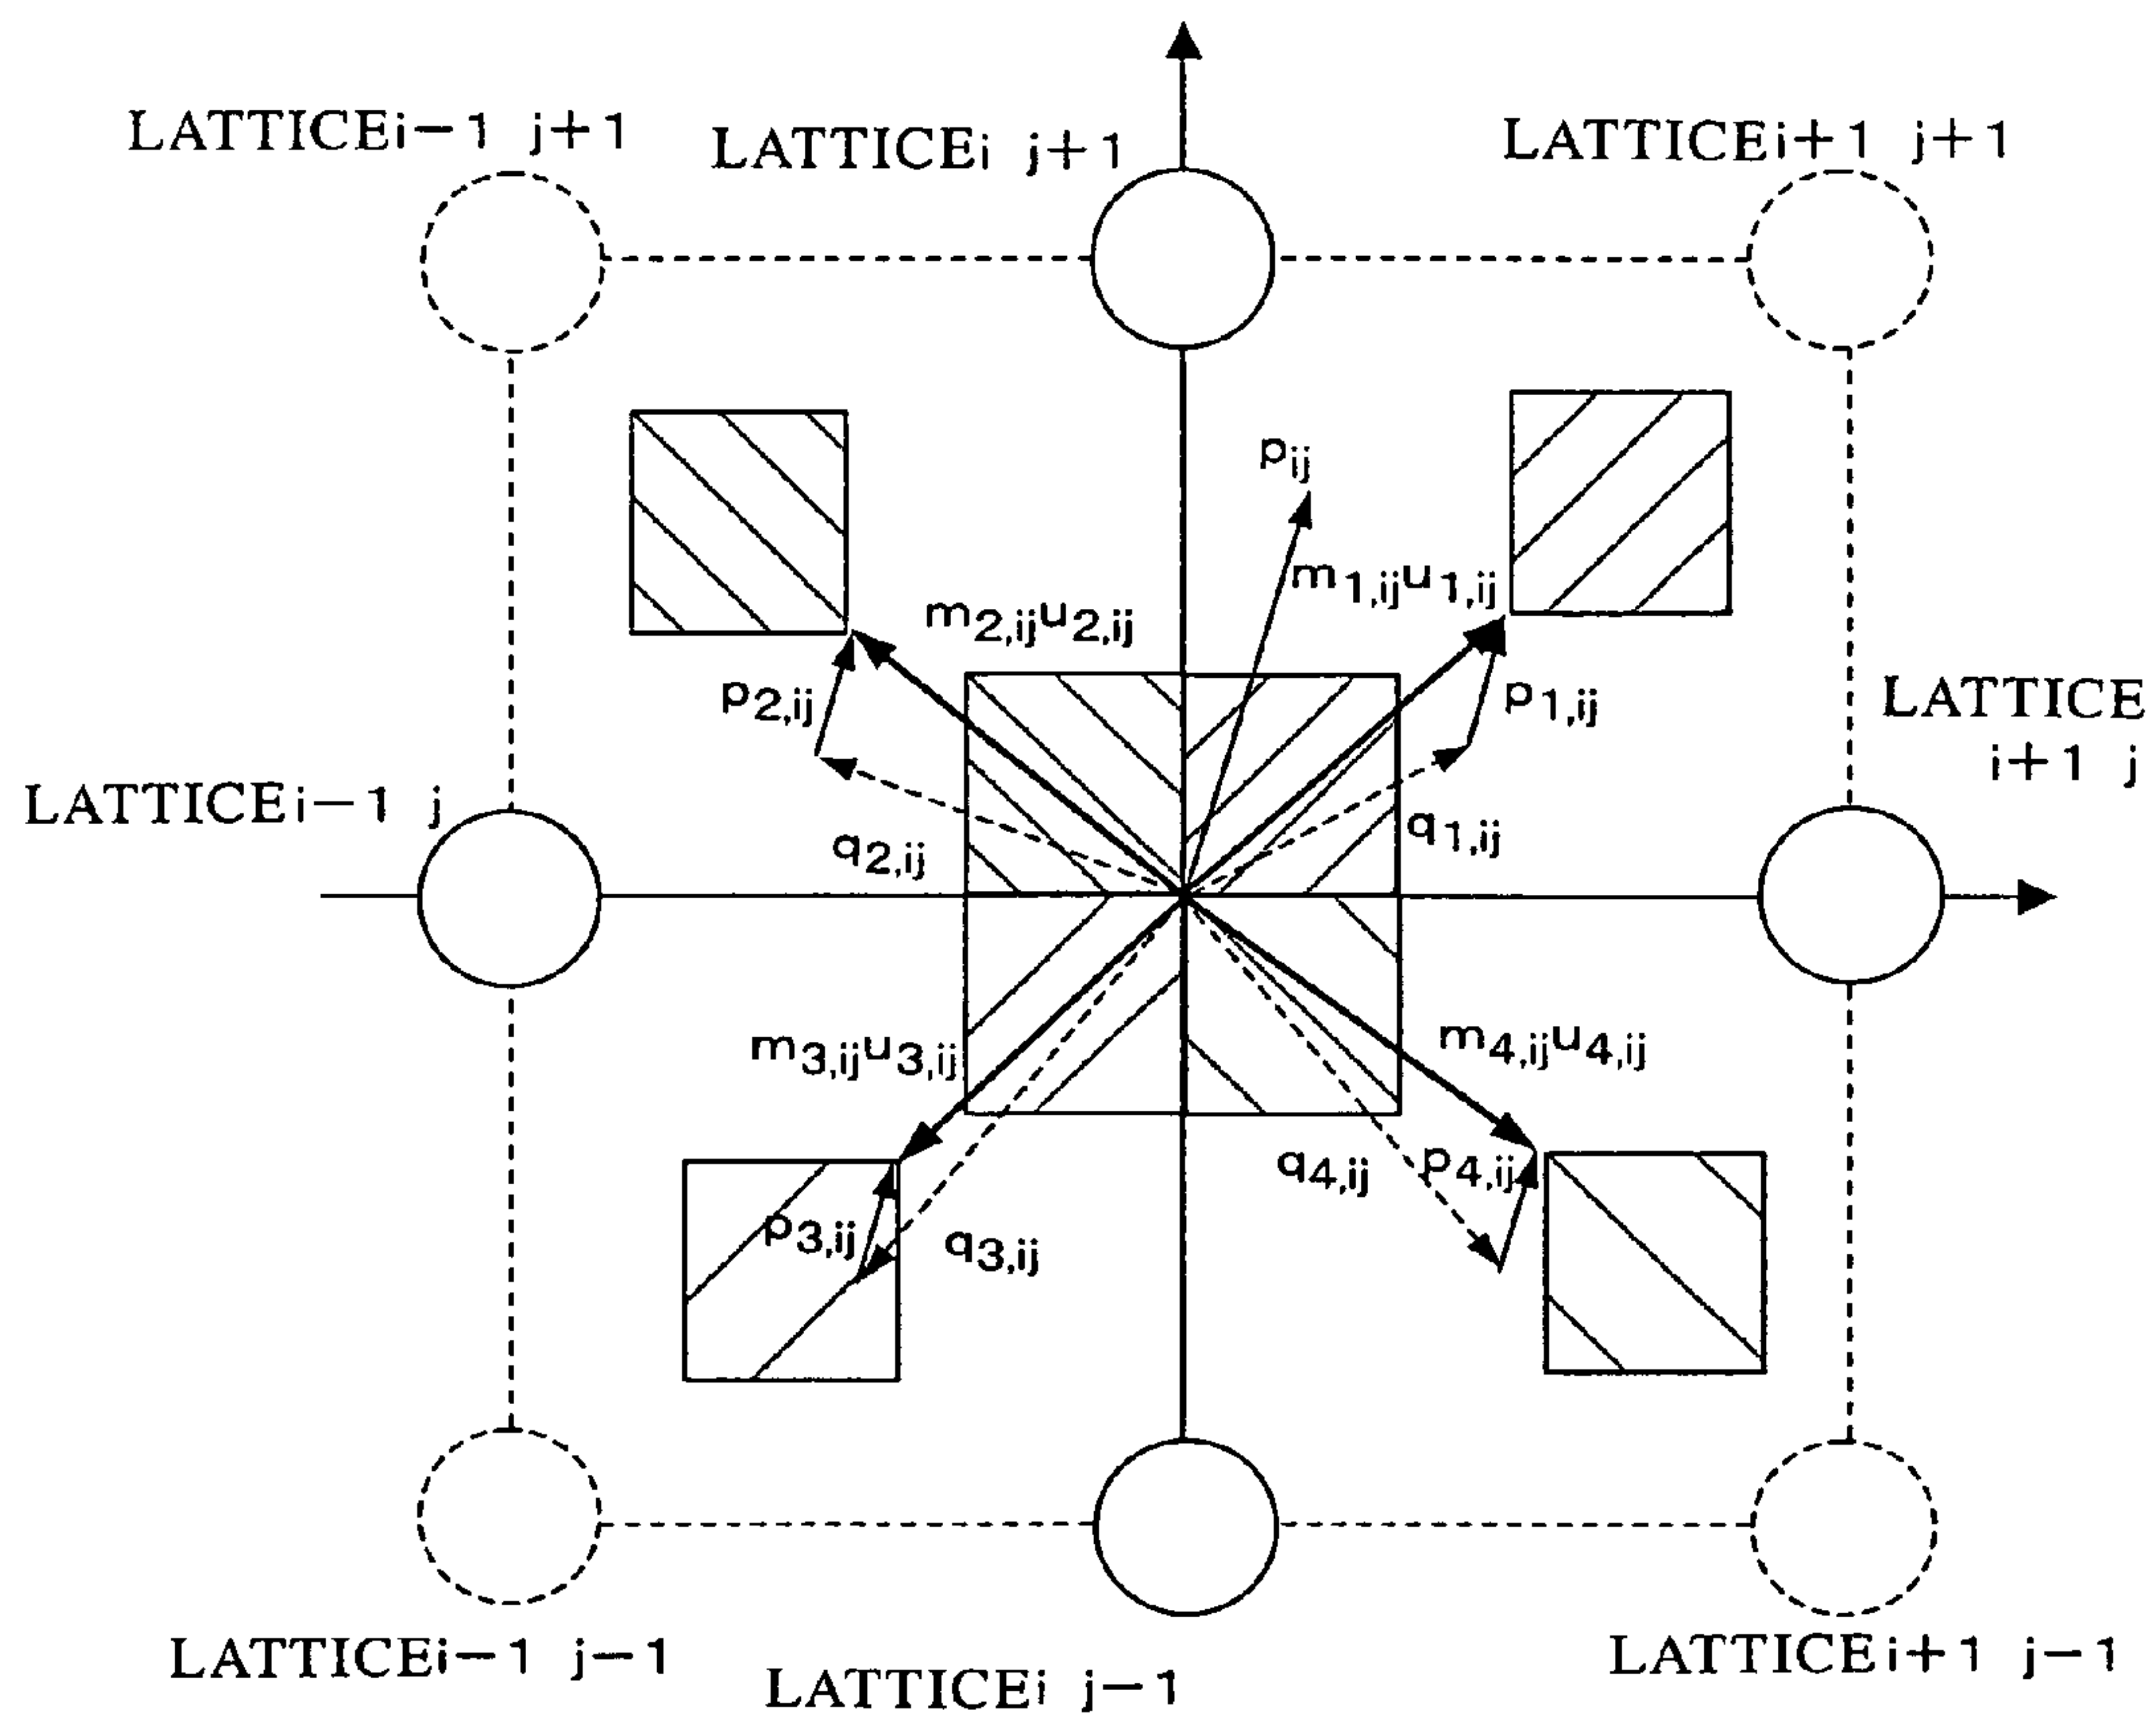 LATTICEi−1 j+1
LATTICEi j+1
LATTICEi+1 j+1
pij
m1,iju1,ij
m2,iju2,ij
p2,ij
p1,ij
LATTICE
i+1 j
LATTICEi−1 j
q2,ij
q1,ij
m3,iju3,ij
m4,iju4,ij
q4,ij
p4,ij
p3,ij
q3,ij
LATTICEi−1 j−1
LATTICEi j−1
LATTICEi+1 j−1